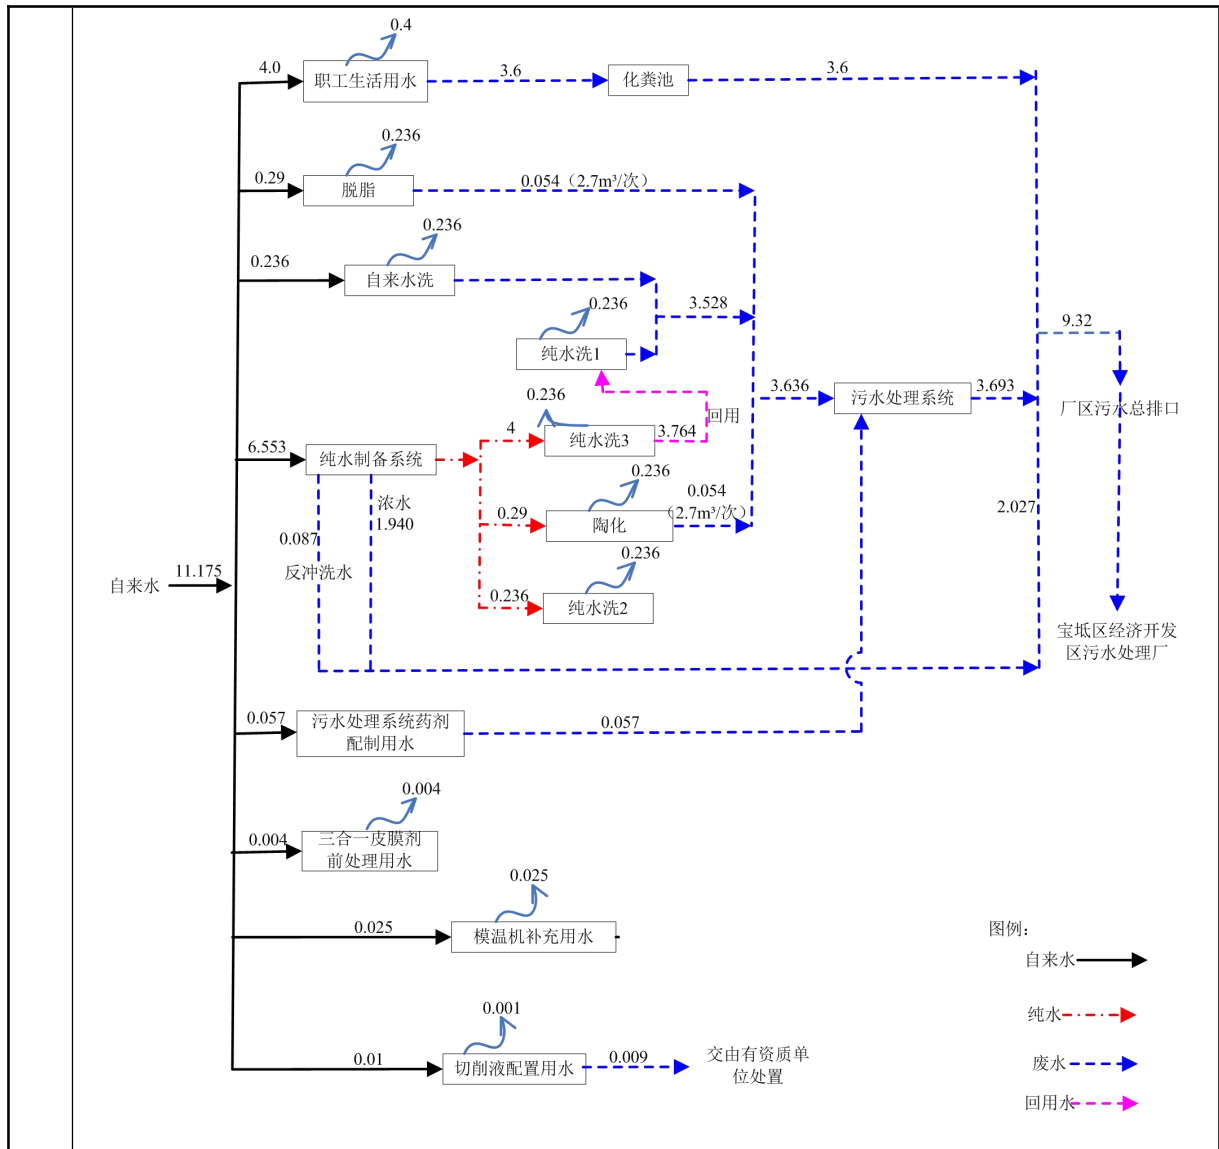 0.4
4.0
职工生活用水
3.6
化粪池
3.6
0.236
0.29
脱脂
0.054（2.7m³/次）
0.236
0.236
自来水洗
0.236
3.528
9.32
纯水洗1
0.236
3.636
污水处理系统
3.693
厂区污水总排口
回用
4
纯水洗3
3.764
6.553
纯水制备系统
0.236
0.054
（2.7m³/次）
浓水
1.940
0.29
陶化
2.027
0.087
反冲洗水
0.236
自来水
11.175
0.236
纯水洗2
宝坻区经济开发
区污水处理厂
0.057
污水处理系统药剂
配制用水
0.057
0.004
0.004
三合一皮膜剂
前处理用水
0.025
0.025
模温机补充用水
图例：
自来水
0.001
纯水
0.01
切削液配置用水
0.009
交由有资质单
位处置
废水
回用水